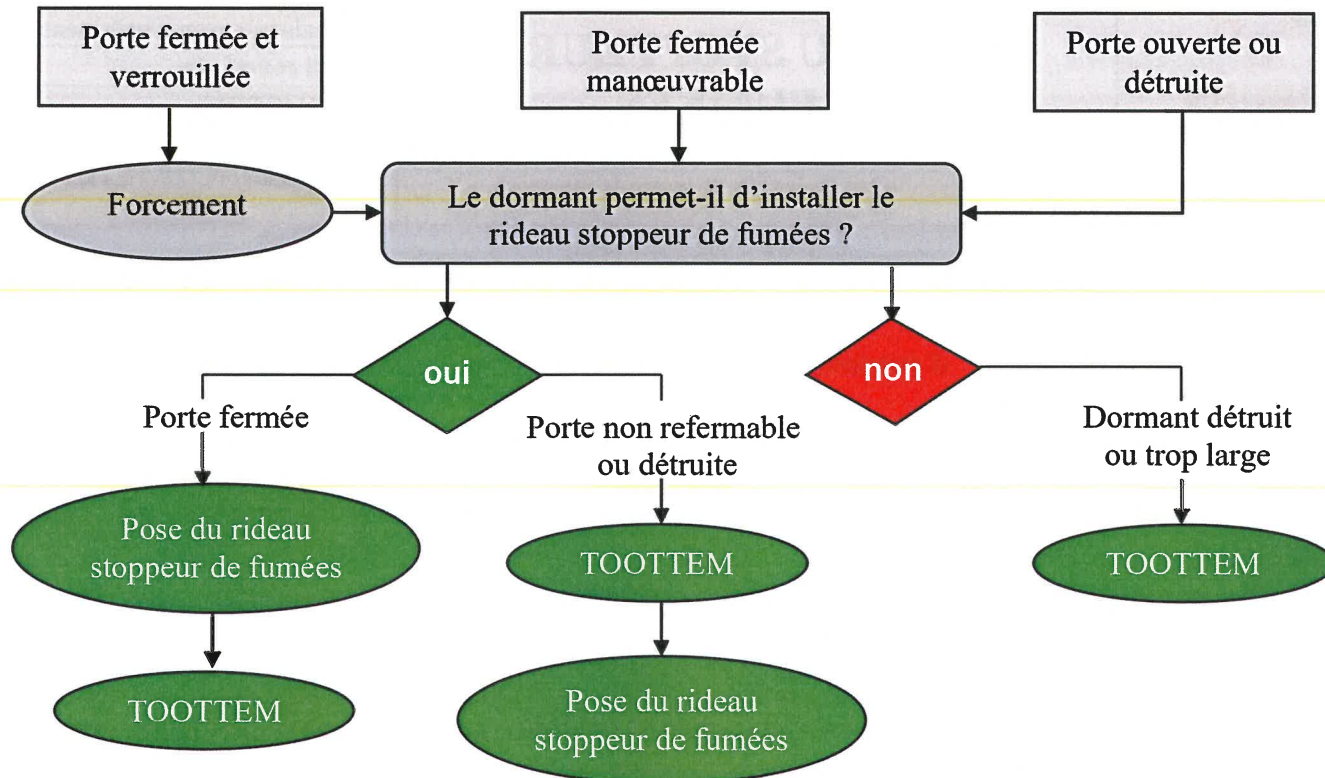 Porte fermée et
verrouillée
Porte fermée
manœuvrable
Porte ouverte ou
détruite
Forcement
Le dormant permet-il d’installer le
rideau stoppeur de fumées ?
oui
non
Porte fermée
Porte non refermable
ou détruite
Dormant détruit
ou trop large
Pose du rideau
stoppeur de fumées
TOOTTEM
TOOTTEM
TOOTTEM
Pose du rideau
stoppeur de fumées